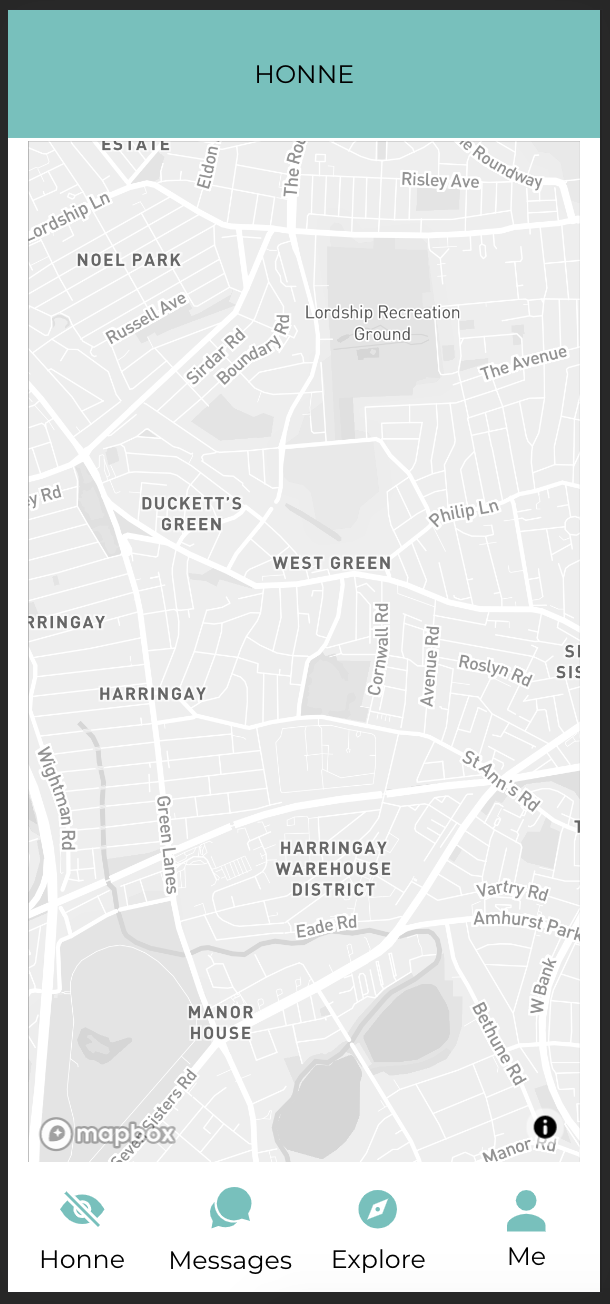 HONNE
ESTATE
Eldon
The Rou
e Roundway
Risley Ave
Lordship Ln
NOEL PARK
Russell Ave
Sirdar Rd
Boundary Rd
Lordship Recreation
Ground
The Avenue
ey Rd
DUCKETT'S
GREEN
Philip Ln
WEST GREEN
RRINGAY
Cornwall Rd
Avenue Rd
Roslyn Rd
SIS
HARRINGAY
Wightman Rd
Green Lanes
St Ann's Rd
HARRINGAY
WAREHOUSE
DISTRICT
Vartry Rd
Amhurst Park
Eade Rd
W Bank
MANOR
HOUSE
Bethune Rd
Seven Sisters Rd
mapbox
Manor Rd
Honne
Messages
Explore
Me